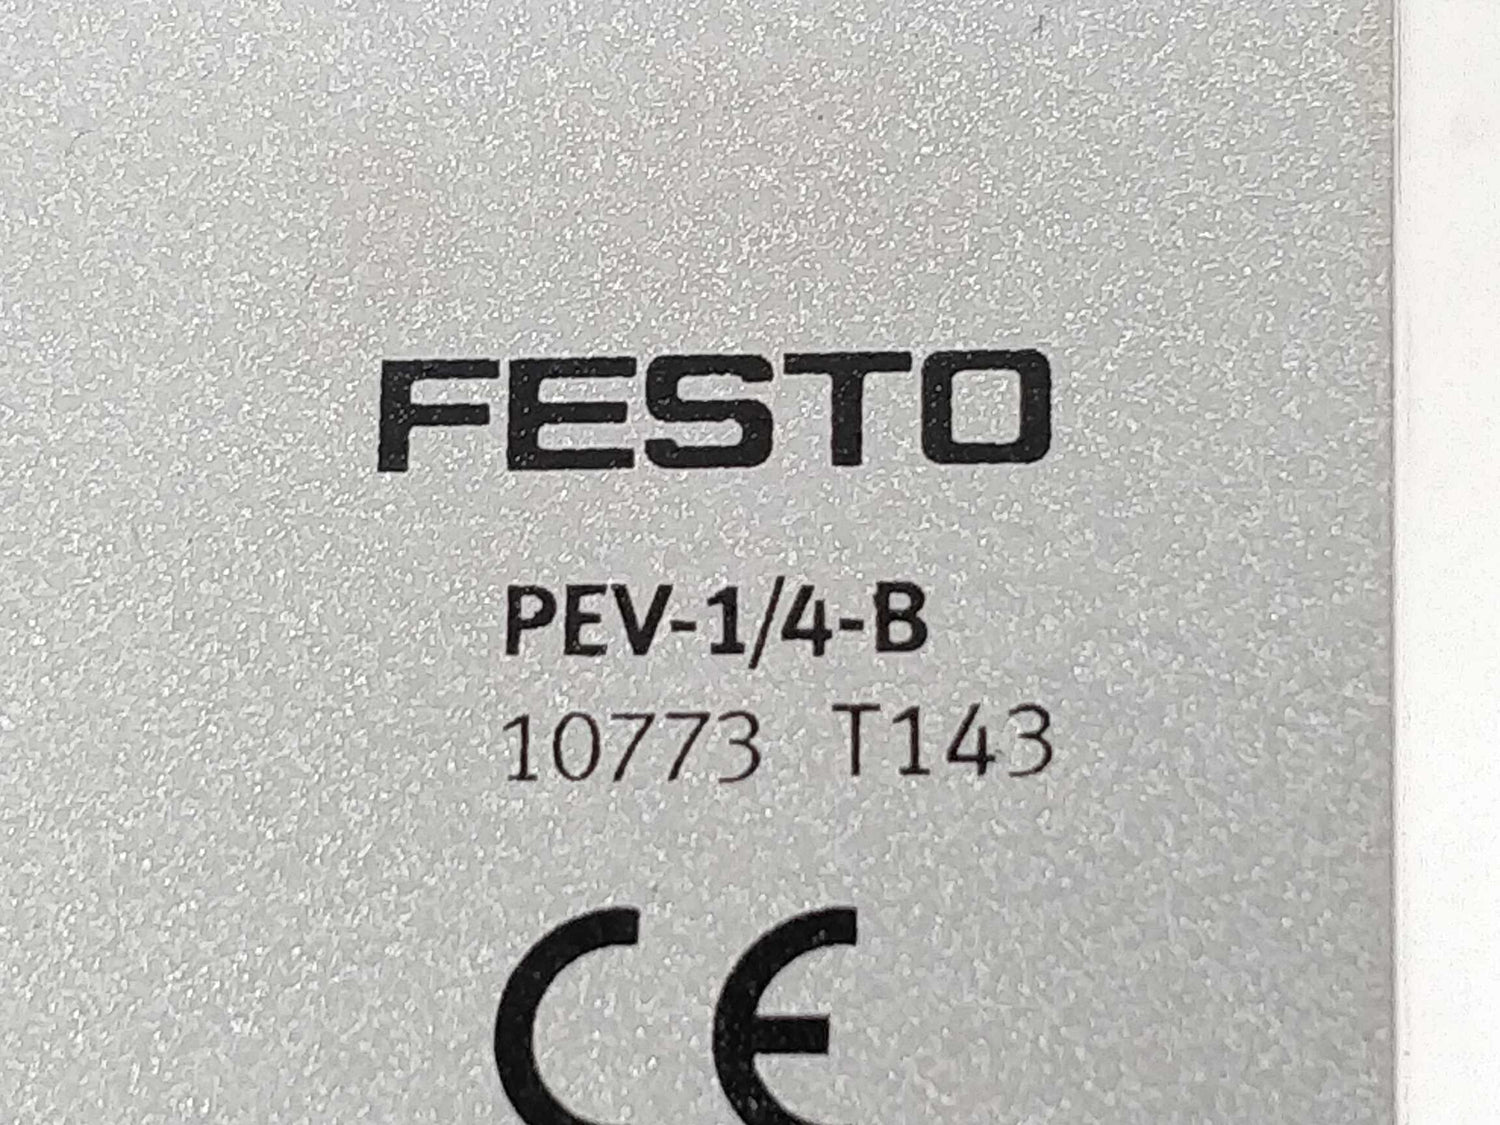 FESTO
PEV-1/4-B
10773 T143
CE